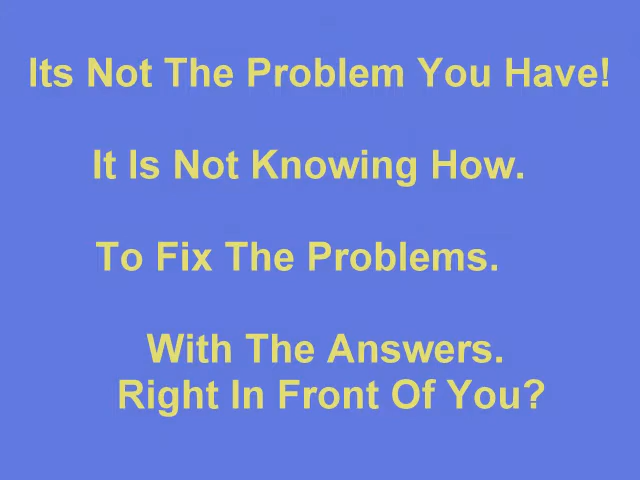 Its Not The Problem You Have!
It Is Not Knowing How.
To Fix The Problems.
With The Answers.
Right In Front Of You?